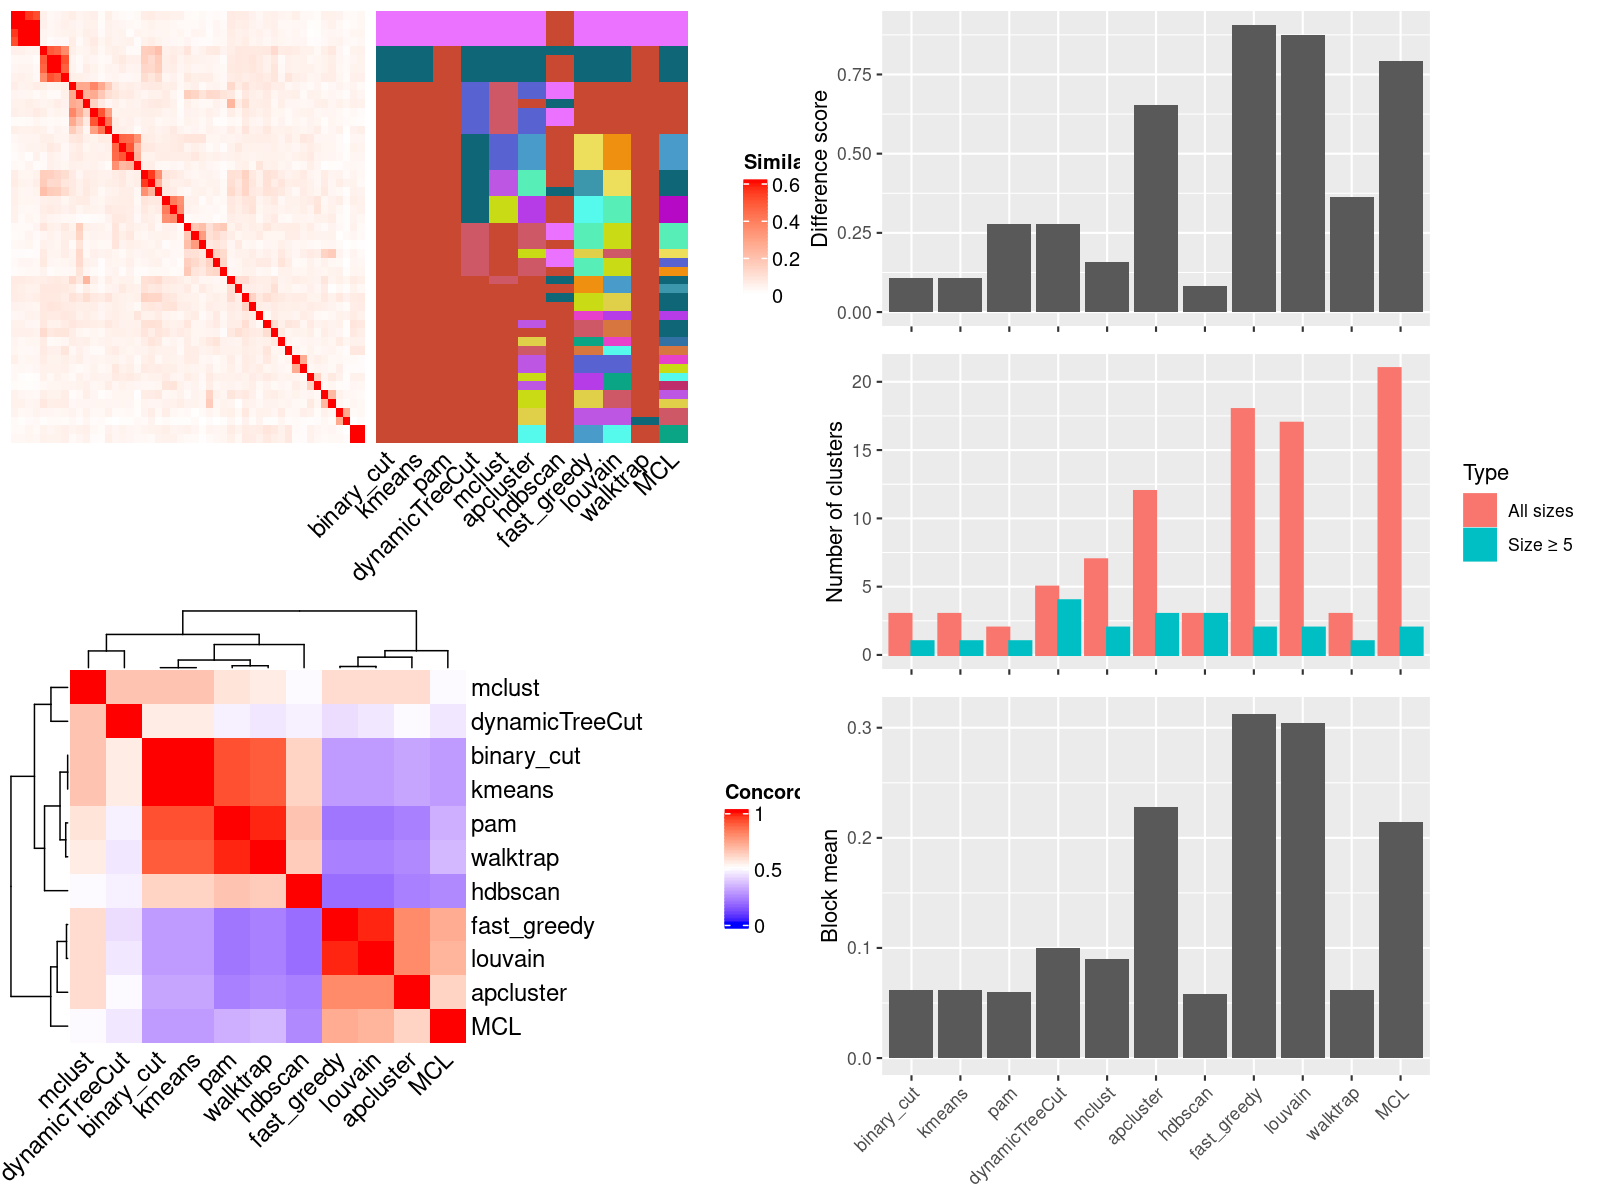 Simila
0.6
0.4
0.2
0
binary_cut
kmeans
pam
dynamicTreeCut
mclust
apcluster
hdbscan
fast_greedy
louvain
walktrap
MCL
Difference score
0.75
0.50
0.25
0.00
Number of clusters
20
15
10
5
0
Type
All sizes
Size ≥ 5
Block mean
0.3
0.2
0.1
0.0
binary_cut
kmeans
pam
dynamicTreeCut
mclust
apcluster
hdbscan
fast_greedy
louvain
walktrap
MCL
mclust
dynamicTreeCut
binary_cut
kmeans
pam
walktrap
hdbscan
fast_greedy
louvain
apcluster
MCL
Concord
1
0.5
0
mclust
dynamicTreeCut
binary_cut
kmeans
pam
walktrap
hdbscan
fast_greedy
louvain
apcluster
MCL